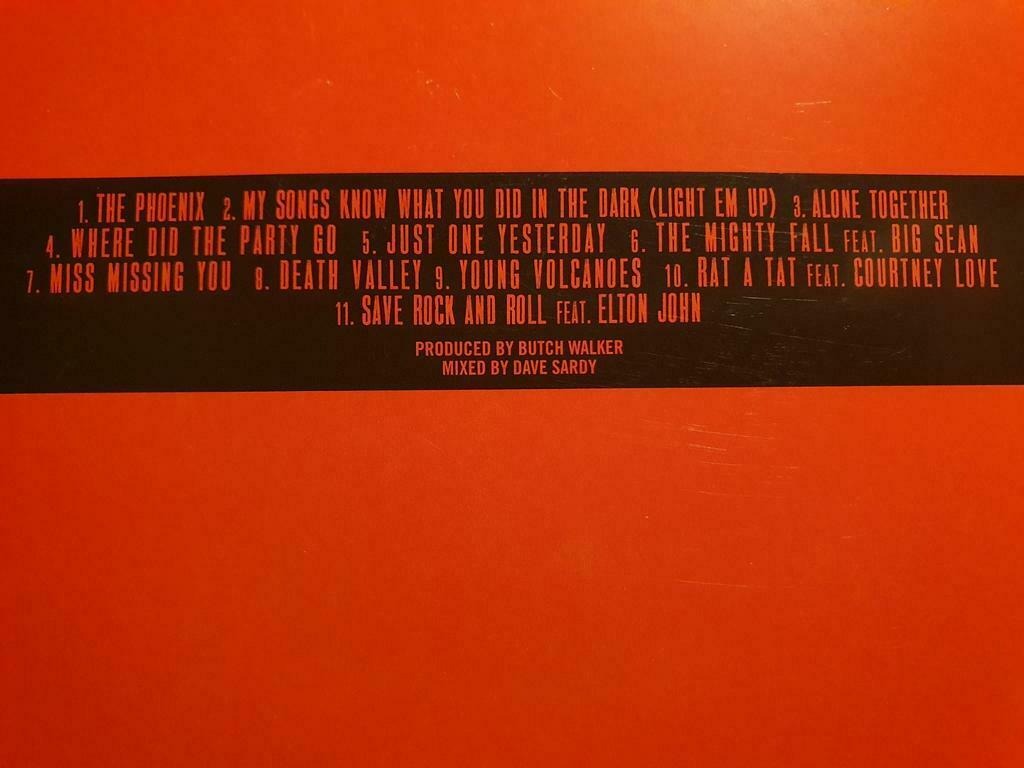 1. THE PHOENIX 2. MY SONGS KNOW WHAT YOU DID IN THE DARK (LIGHT EM UP) 3. ALONE TOGETHER
4. WHERE DID THE PARTY GO 5. JUST ONE YESTERDAY 6. THE MIGHTY FALL FEAT. BIG SEAN
7. MISS MISSING YOU 8. DEATH VALLEY 9. YOUNG VOLCANOES 10. RAT A TAT FEAT. COURTNEY LOVE
11. SAVE ROCK AND ROLL FEAT. ELTON JOHN
PRODUCED BY BUTCH WALKER
MIXED BY DAVE SARDY